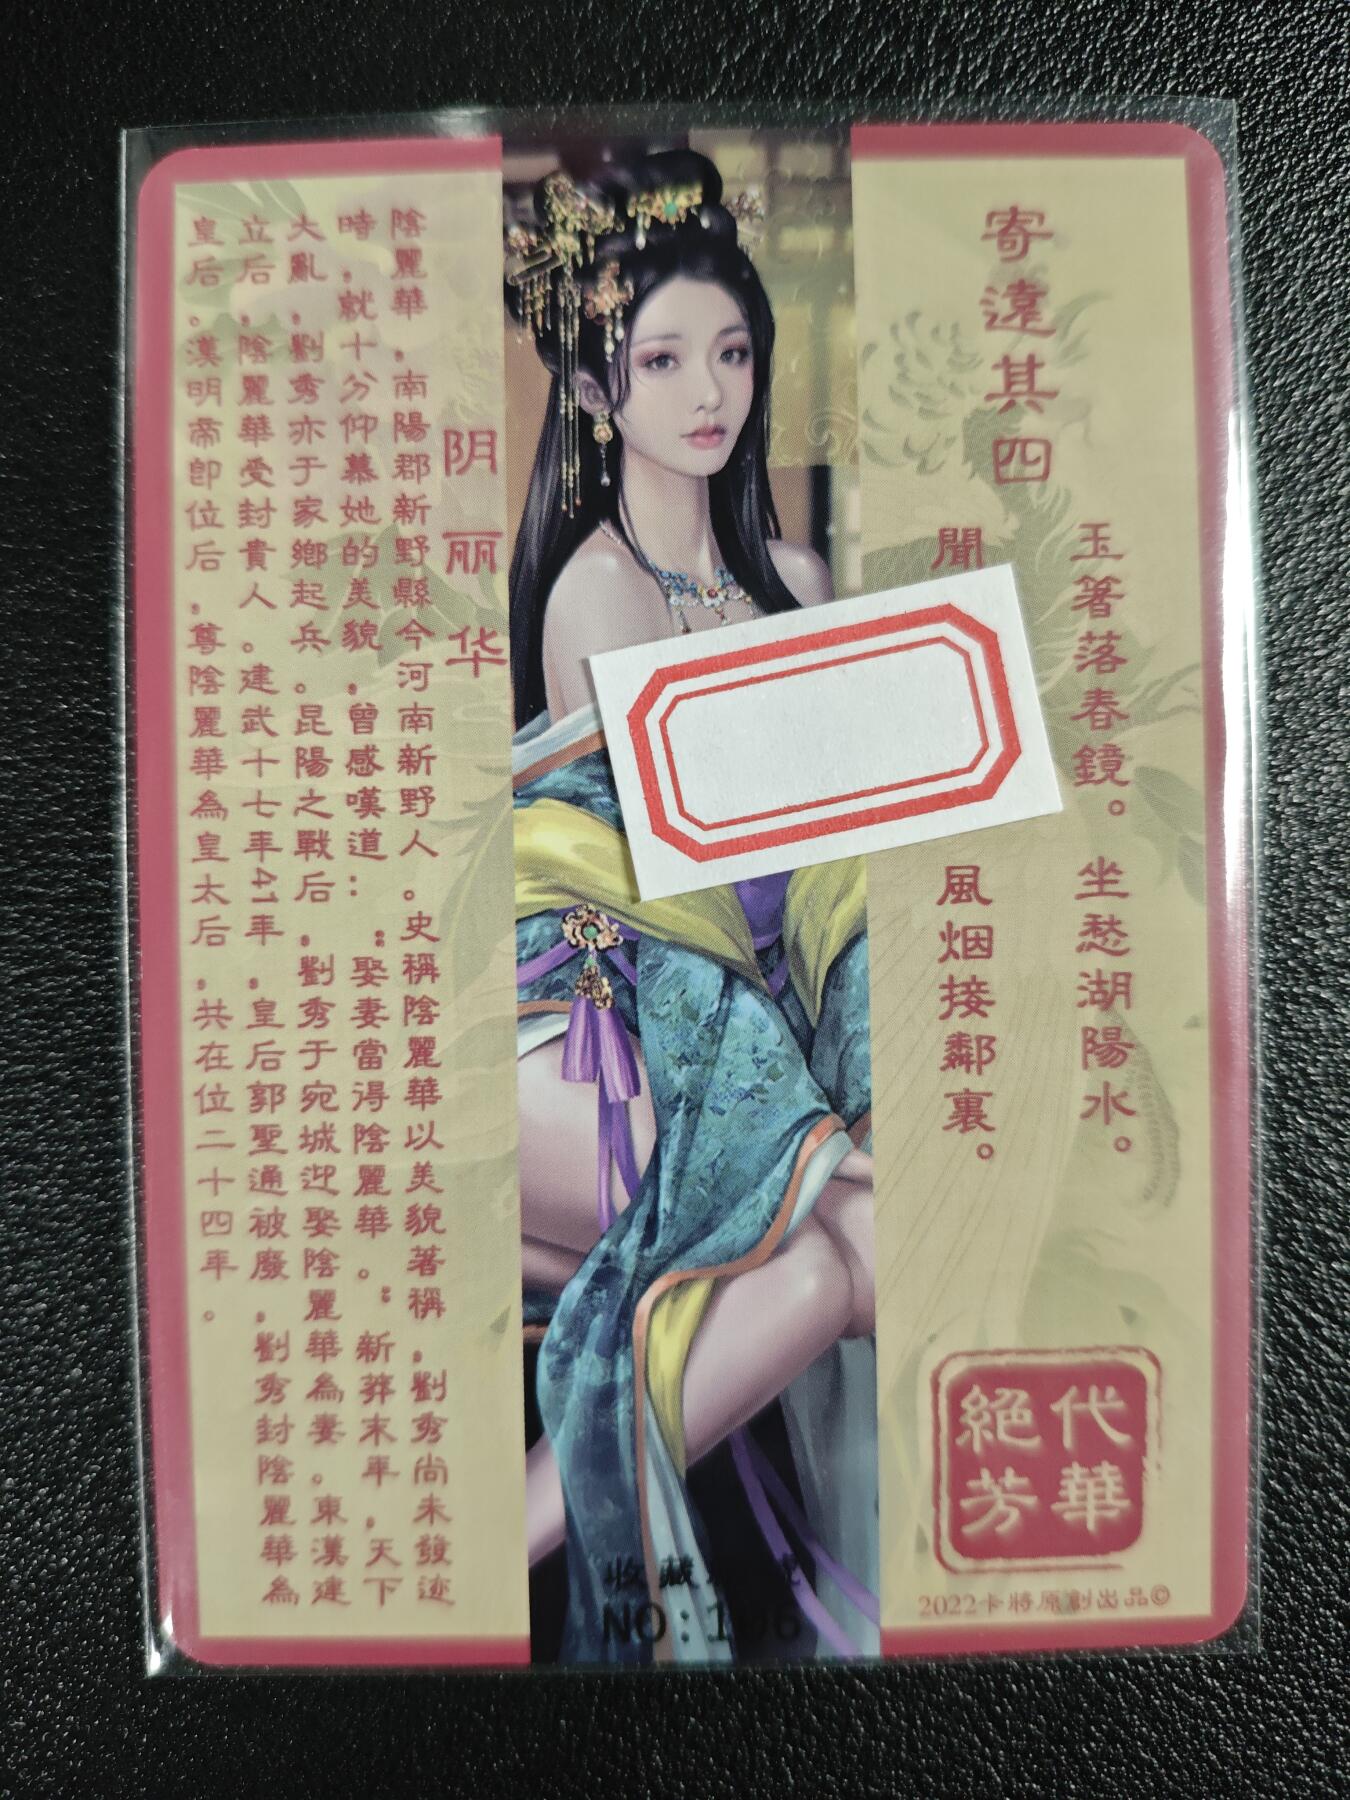 寄遠其四
玉箸落春鏡。坐愁湖陽水。
聞
風烟接鄰裏。
阴丽华
陰麗華，南陽郡新野縣今河南新野人。史稱陰麗華以美貌著稱，劉秀尚未發迹
時，就十分仰慕她的美貌，曾感嘆道：“娶妻當得陰麗華。”新莽末年，天下
大亂，劉秀亦于家鄉起兵。昆陽之戰后，劉秀于宛城迎娶陰麗華為妻。東漢建
立后，陰麗華受封貴人。建武十七年41年，皇后郭聖通被廢，劉秀封陰麗華為
皇后。漢明帝即位后，尊陰麗華為皇太后，共在位二十四年。
絕代
芳華
2022卡將原創出品©
收藏
NO: